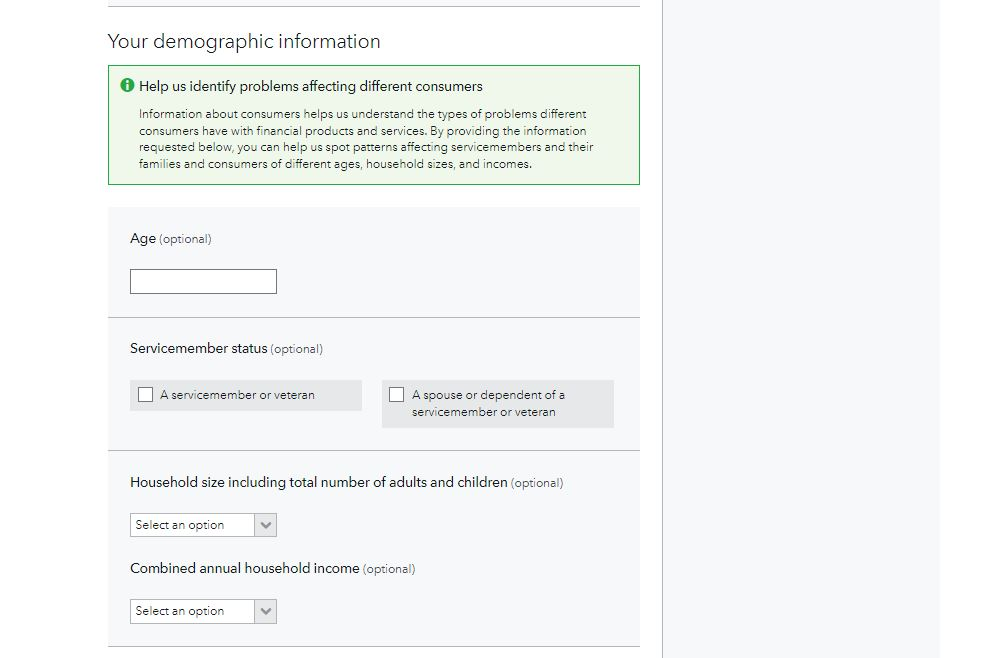 Your demographic information
Help us identify problems affecting different consumers
Information about consumers helps us understand the types of problems different
consumers have with financial products and services. By providing the information
requested below, you can help us spot patterns affecting servicemembers and their
families and consumers of different ages, household sizes, and incomes.
Age (optional)
Servicemember status (optional)
A servicemember or veteran
A spouse or dependent of a
servicemember or veteran
Household size including total number of adults and children (optional)
Select an option
Combined annual household income (optional)
Select an option